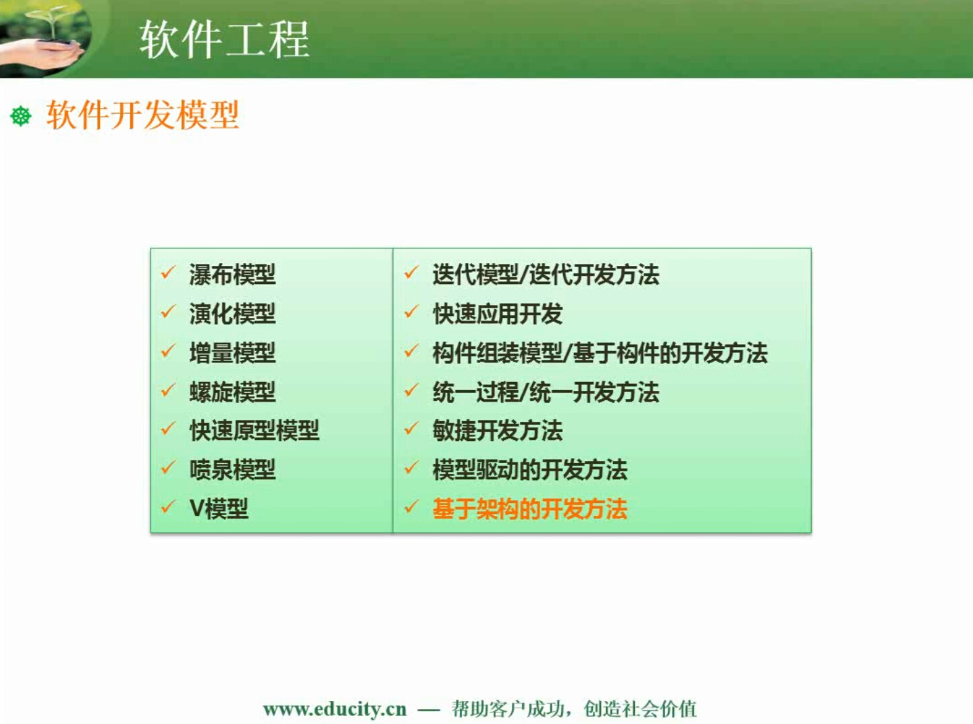 软件工程
软件开发模型
瀑布模型
演化模型
增量模型
螺旋模型
快速原型模型
喷泉模型
V模型
迭代模型/迭代开发方法
快速应用开发
构件组装模型/基于构件的开发方法
统一过程/统一开发方法
敏捷开发方法
模型驱动的开发方法
基于架构的开发方法
www.educity.cn — 帮助客户成功，创造社会价值